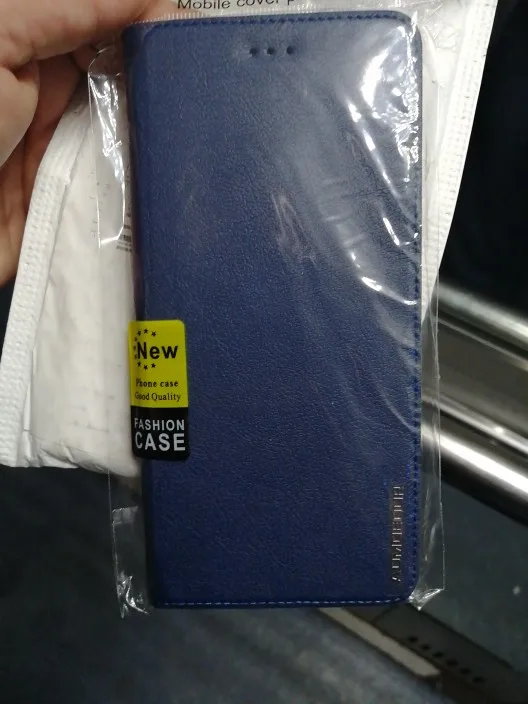 Mobile cover p
New
Phone case
Good Quality
FASHION
CASE